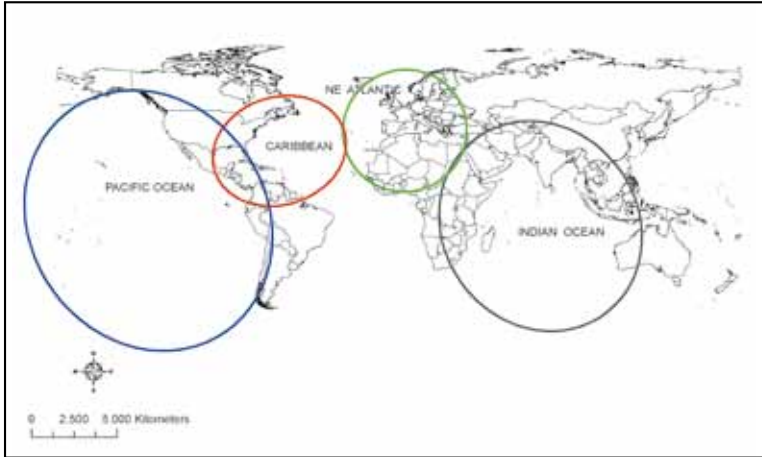 NE ATLANTIC
CARIBBEAN
PACIFIC OCEAN
INDIAN OCEAN
N
0 2.500 5.000 Kilometers